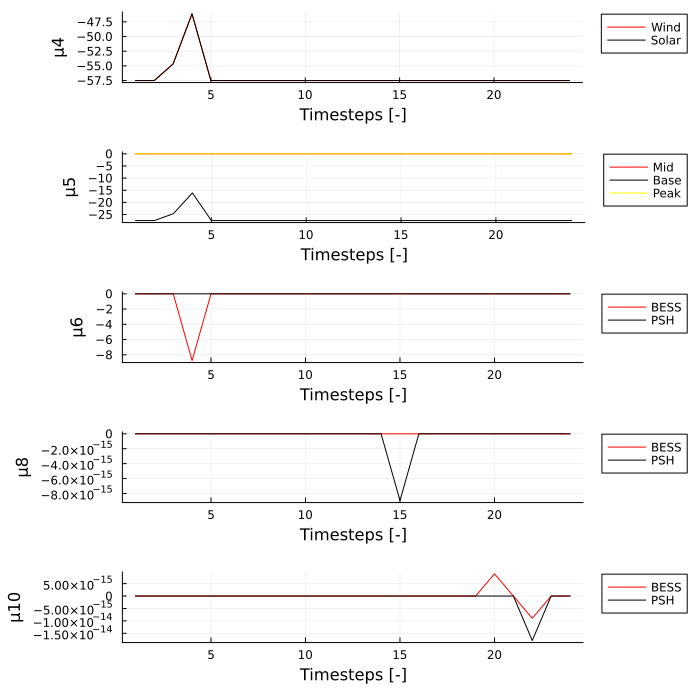 μ4
−47.5
−50.0
−52.5
−55.0
−57.5
5 10 15 20
Timesteps [-]
Wind
Solar
μ5
0
−5
−10
−15
−20
−25
5 10 15 20
Timesteps [-]
Mid
Base
Peak
μ6
0
−2
−4
−6
−8
5 10 15 20
Timesteps [-]
BESS
PSH
μ8
0
−2.0×10⁻¹⁵
−4.0×10⁻¹⁵
−6.0×10⁻¹⁵
−8.0×10⁻¹⁵
5 10 15 20
Timesteps [-]
BESS
PSH
μ10
5.00×10⁻¹⁵
0
−5.00×10⁻¹⁵
−1.00×10⁻¹⁴
−1.50×10⁻¹⁴
5 10 15 20
Timesteps [-]
BESS
PSH